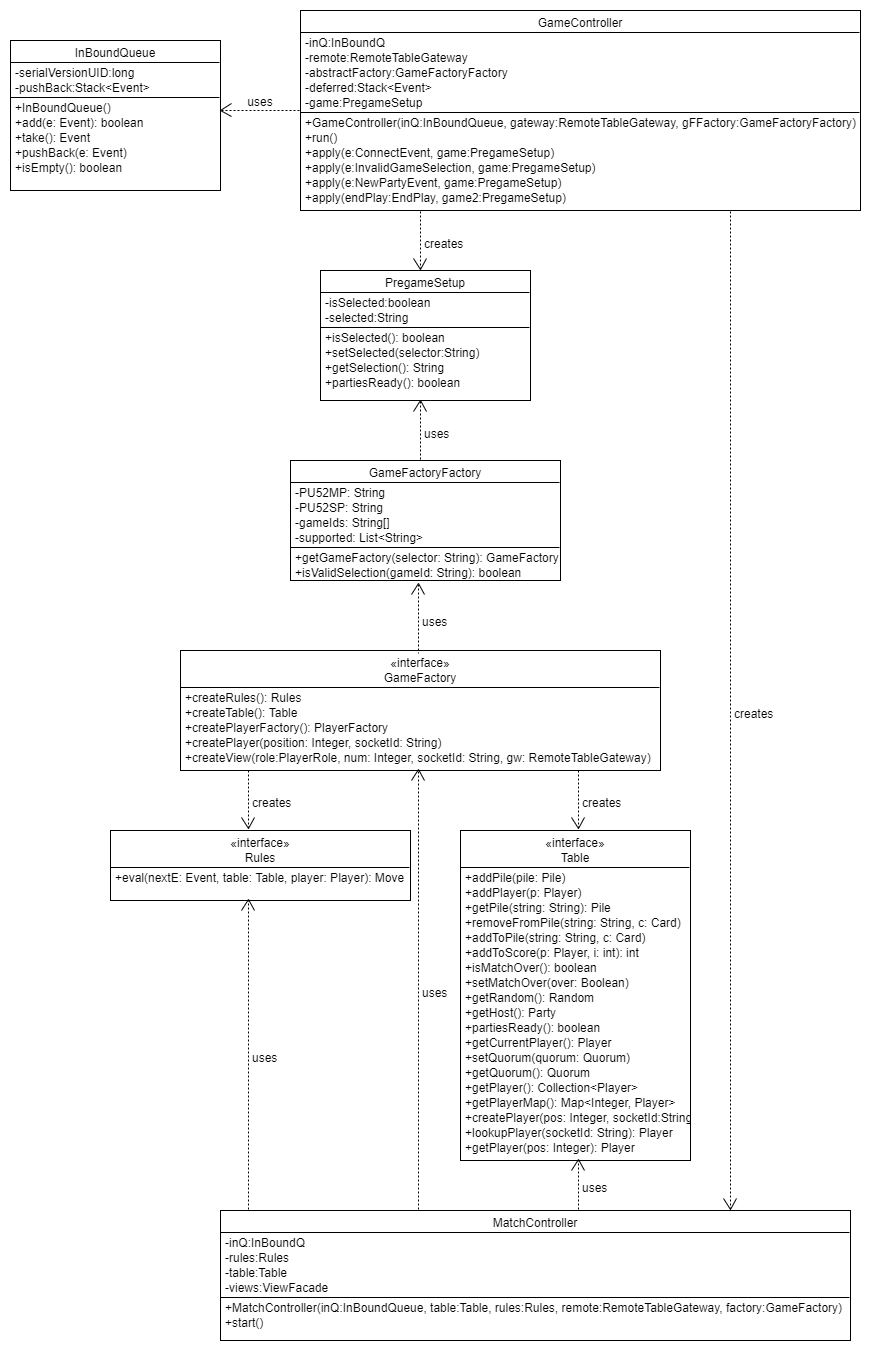 GameController
-inQ:InBoundQ
-remote:RemoteTableGateway
-abstractFactory:GameFactoryFactory
-deferred:Stack<Event>
-game:PregameSetup
+GameController(inQ:InBoundQueue, gateway:RemoteTableGateway, gFFactory:GameFactoryFactory)
+run()
+apply(e:ConnectEvent, game:PregameSetup)
+apply(e:InvalidGameSelection, game:PregameSetup)
+apply(e:NewPartyEvent, game:PregameSetup)
+apply(endPlay:EndPlay, game2:PregameSetup)
InBoundQueue
-serialVersionUID:long
-pushBack:Stack<Event>
+InBoundQueue()
+add(e: Event): boolean
+take(): Event
+pushBack(e: Event)
+isEmpty(): boolean
uses
creates
PregameSetup
-isSelected:boolean
-selected:String
+isSelected(): boolean
+setSelected(selector:String)
+getSelection(): String
+partiesReady(): boolean
uses
GameFactoryFactory
-PU52MP: String
-PU52SP: String
-gameIds: String[]
-supported: List<String>
+getGameFactory(selector: String): GameFactory
+isValidSelection(gameId: String): boolean
uses
«interface»
GameFactory
+createRules(): Rules
+createTable(): Table
+createPlayerFactory(): PlayerFactory
+createPlayer(position: Integer, socketId: String)
+createView(role:PlayerRole, num: Integer, socketId: String, gw: RemoteTableGateway)
creates
creates
creates
«interface»
Rules
+eval(nextE: Event, table: Table, player: Player): Move
«interface»
Table
+addPile(pile: Pile)
+addPlayer(p: Player)
+getPile(string: String): Pile
+removeFromPile(string: String, c: Card)
+addToPile(string: String, c: Card)
+addToScore(p: Player, i: int): int
+isMatchOver(): boolean
+setMatchOver(over: Boolean)
+getRandom(): Random
+getHost(): Party
+partiesReady(): boolean
+getCurrentPlayer(): Player
+setQuorum(quorum: Quorum)
+getQuorum(): Quorum
+getPlayer(): Collection<Player>
+getPlayerMap(): Map<Integer, Player>
+createPlayer(pos: Integer, socketId:String
+lookupPlayer(socketId: String): Player
+getPlayer(pos: Integer): Player
uses
uses
uses
MatchController
-inQ:InBoundQ
-rules:Rules
-table:Table
-views:ViewFacade
+MatchController(inQ:InBoundQueue, table:Table, rules:Rules, remote:RemoteTableGateway, factory:GameFactory)
+start()